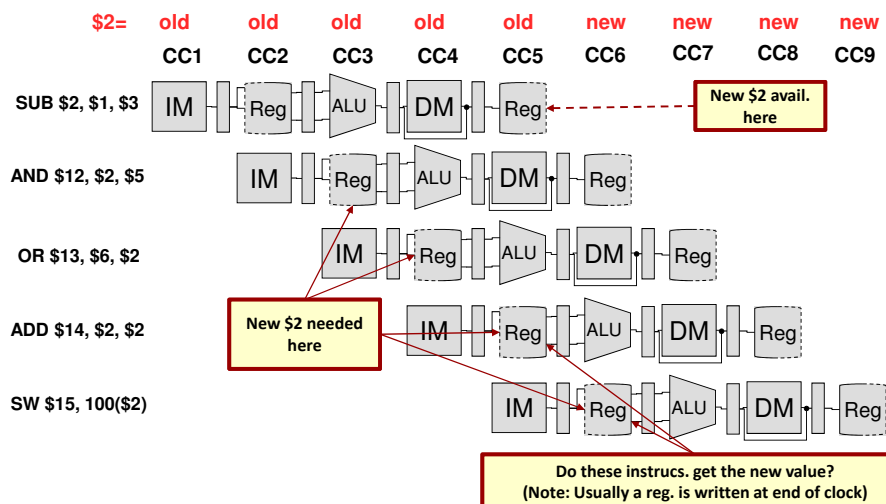 $2= old old old old old new new new new
CC1 CC2 CC3 CC4 CC5 CC6 CC7 CC8 CC9
SUB $2, $1, $3 IM Reg ALU DM Reg
New $2 avail.
here
AND $12, $2, $5 IM Reg ALU DM Reg
OR $13, $6, $2 IM Reg ALU DM Reg
New $2 needed
here
ADD $14, $2, $2 IM Reg ALU DM Reg
SW $15, 100($2) IM Reg ALU DM Reg
Do these instrucs. get the new value?
(Note: Usually a reg. is written at end of clock)